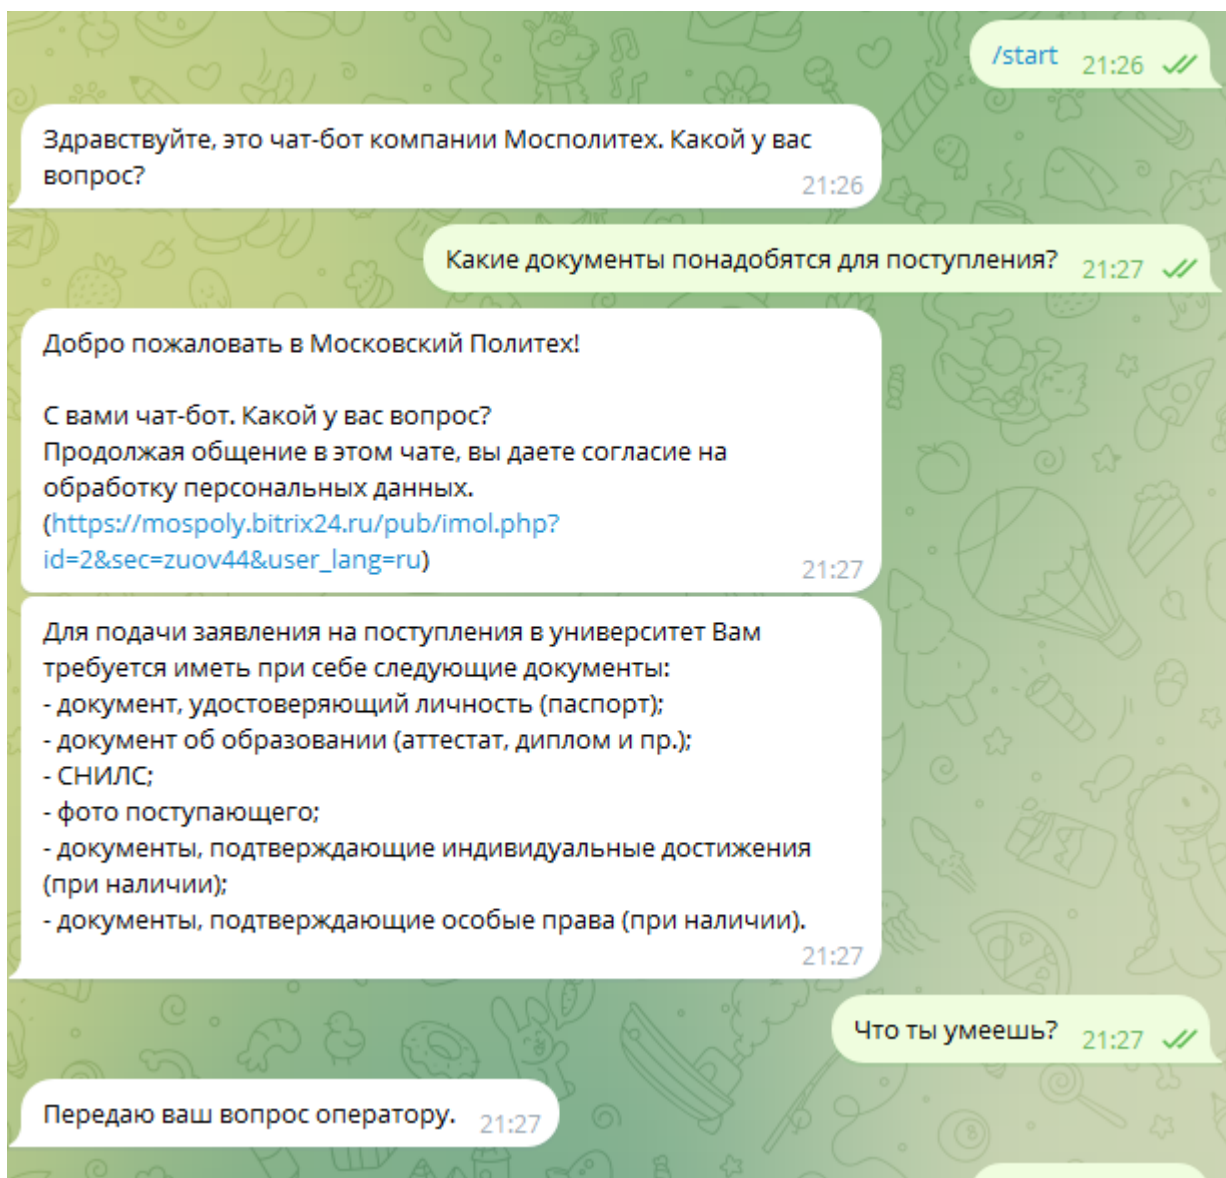 /start 21:26
Здравствуйте, это чат-бот компании Мосполитех. Какой у вас
вопрос?
21:26
Какие документы понадобятся для поступления? 21:27
Добро пожаловать в Московский Политех!
С вами чат-бот. Какой у вас вопрос?
Продолжая общение в этом чате, вы даете согласие на
обработку персональных данных.
(https://mospoly.bitrix24.ru/pub/imol.php?
id=2&sec=zuov44&user_lang=ru)
21:27
Для подачи заявления на поступления в университет Вам
требуется иметь при себе следующие документы:
- документ, удостоверяющий личность (паспорт);
- документ об образовании (аттестат, диплом и пр.);
- СНИЛС;
- фото поступающего;
- документы, подтверждающие индивидуальные достижения
(при наличии);
- документы, подтверждающие особые права (при наличии).
21:27
Что ты умеешь? 21:27
Передаю ваш вопрос оператору. 21:27